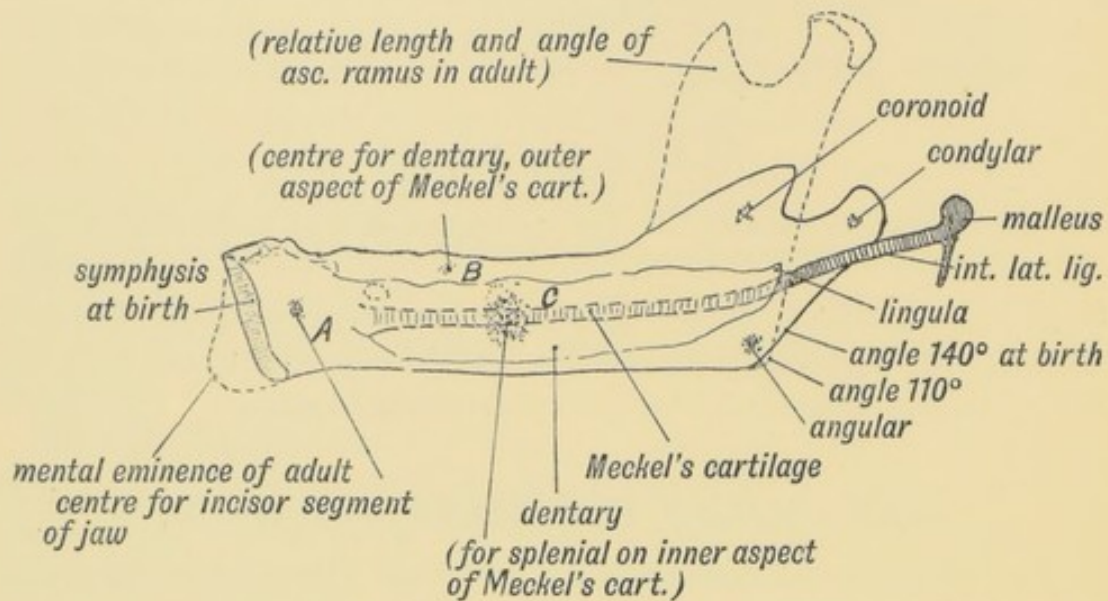 (relative length and angle of
asc. ramus in adult)
coronoid
(centre for dentary, outer
aspect of Meckel's cart.)
condylar
malleus
symphysis
at birth
B
int. lat. lig.
C
lingula
A
angle 140° at birth
angle 110°
angular
mental eminence of adult
centre for incisor segment
of jaw
Meckel's cartilage
dentary
(for splenial on inner aspect
of Meckel's cart.)